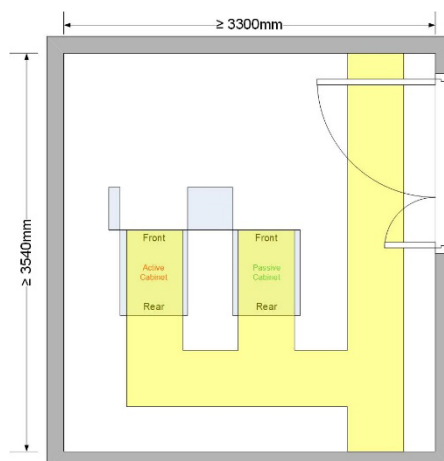 ≥ 3300mm
≥ 3540mm
Front
Front
Active
Cabinet
Passive
Cabinet
Rear
Rear